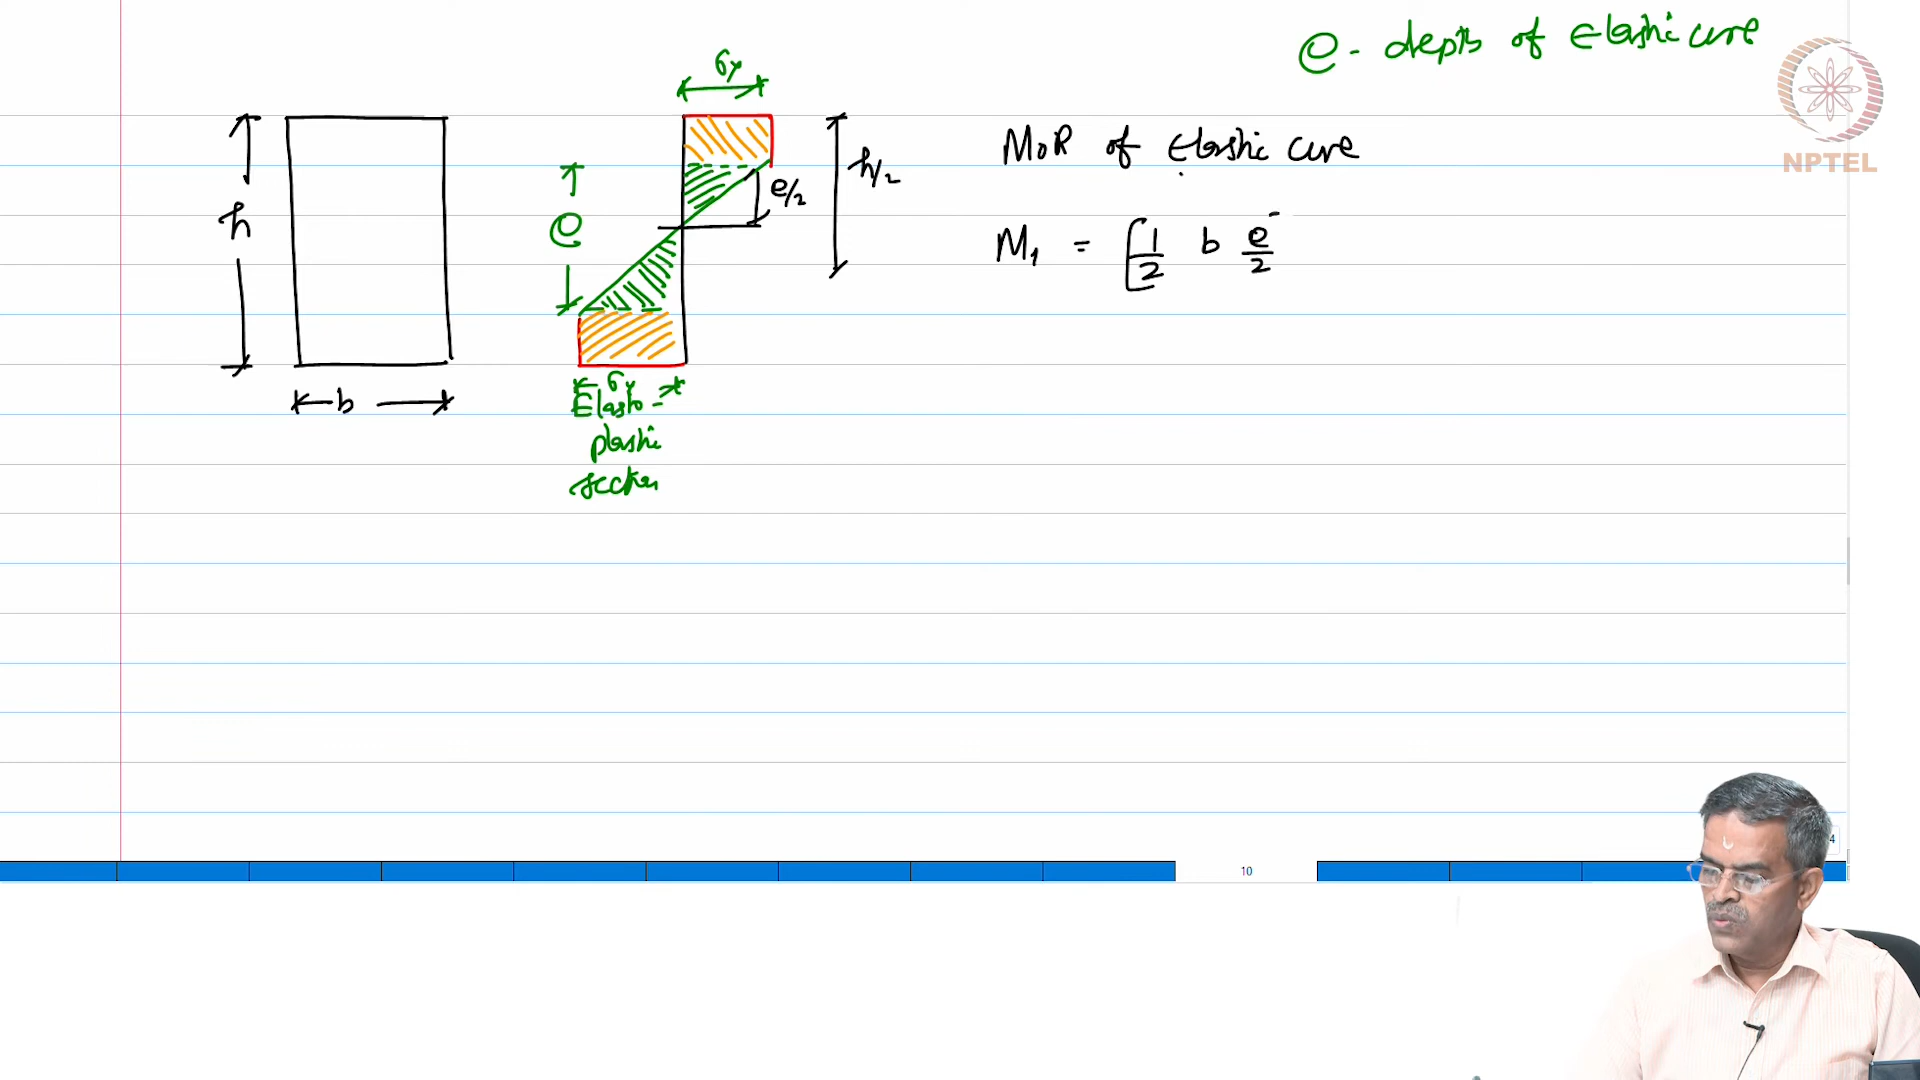 e - depth of Elastic core
NPTEL
σy
h
e
e/2
h/2
b
σy
Elasto -
plastic
section
MoR of Elastic core
M1 = [ 1/2 b e/2
10
4